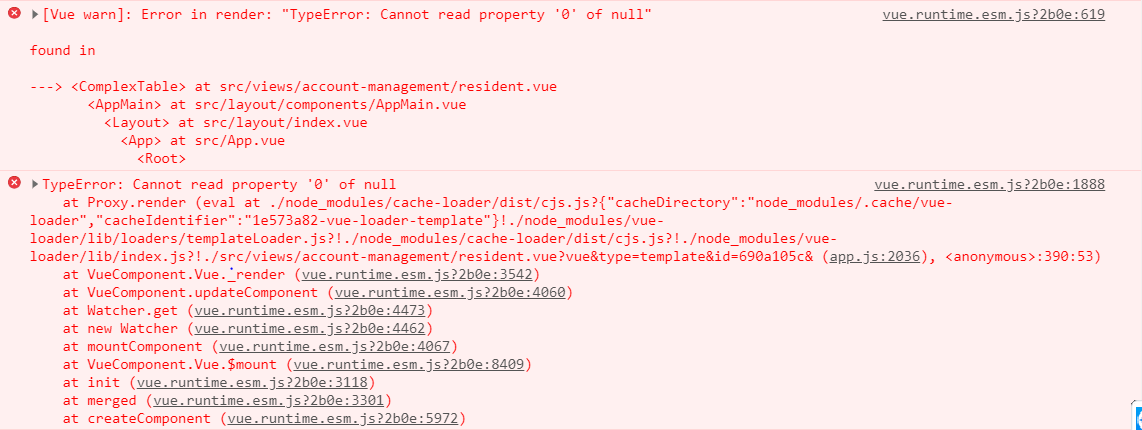 [Vue warn]: Error in render: "TypeError: Cannot read property '0' of null" vue.runtime.esm.js?2b0e:619
found in
---> <ComplexTable> at src/views/account-management/resident.vue
<AppMain> at src/layout/components/AppMain.vue
<Layout> at src/layout/index.vue
<App> at src/App.vue
<Root>
TypeError: Cannot read property '0' of null vue.runtime.esm.js?2b0e:1888
at Proxy.render (eval at ./node_modules/cache-loader/dist/cjs.js?{"cacheDirectory":"node_modules/.cache/vue-
loader","cacheIdentifier":"1e573a82-vue-loader-template"}!./node_modules/vue-
loader/lib/loaders/templateLoader.js?!./node_modules/cache-loader/dist/cjs.js?!./node_modules/vue-
loader/lib/index.js?!./src/views/account-management/resident.vue?vue&type=template&id=690a105c& (app.js:2036), <anonymous>:390:53)
at VueComponent.Vue._render (vue.runtime.esm.js?2b0e:3542)
at VueComponent.updateComponent (vue.runtime.esm.js?2b0e:4060)
at Watcher.get (vue.runtime.esm.js?2b0e:4473)
at new Watcher (vue.runtime.esm.js?2b0e:4462)
at mountComponent (vue.runtime.esm.js?2b0e:4067)
at VueComponent.Vue.$mount (vue.runtime.esm.js?2b0e:8409)
at init (vue.runtime.esm.js?2b0e:3118)
at merged (vue.runtime.esm.js?2b0e:3301)
at createComponent (vue.runtime.esm.js?2b0e:5972)